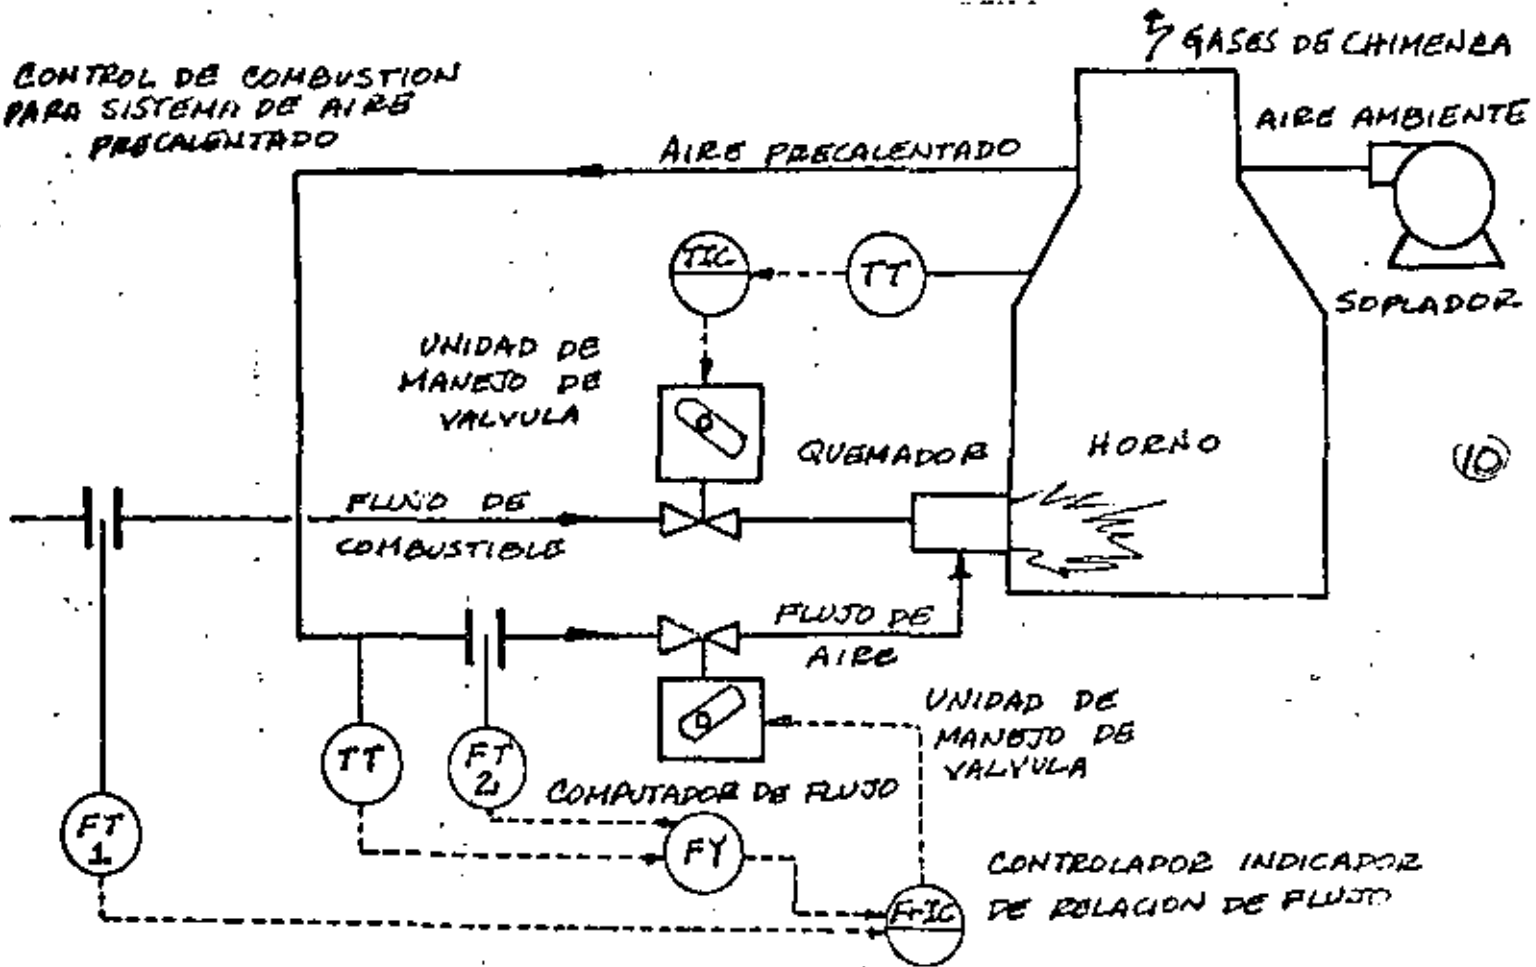 GASES DE CHIMENEA
CONTROL DE COMBUSTION
PARA SISTEMA DE AIRE
PRECALENTADO
AIRE AMBIENTE
AIRE PRECALENTADO
TIC
TT
SOPLADOR
UNIDAD DE
MANEJO DE
VALVULA
QUEMADOR
HORNO
10
FLUJO DE
COMBUSTIBLE
FLUJO DE
AIRE
UNIDAD DE
MANEJO DE
VALVULA
TT
FT
2
COMPUTADOR DE FLUJO
FT
1
FY
CONTROLADOR INDICADOR
DE RELACION DE FLUJO
FrIC